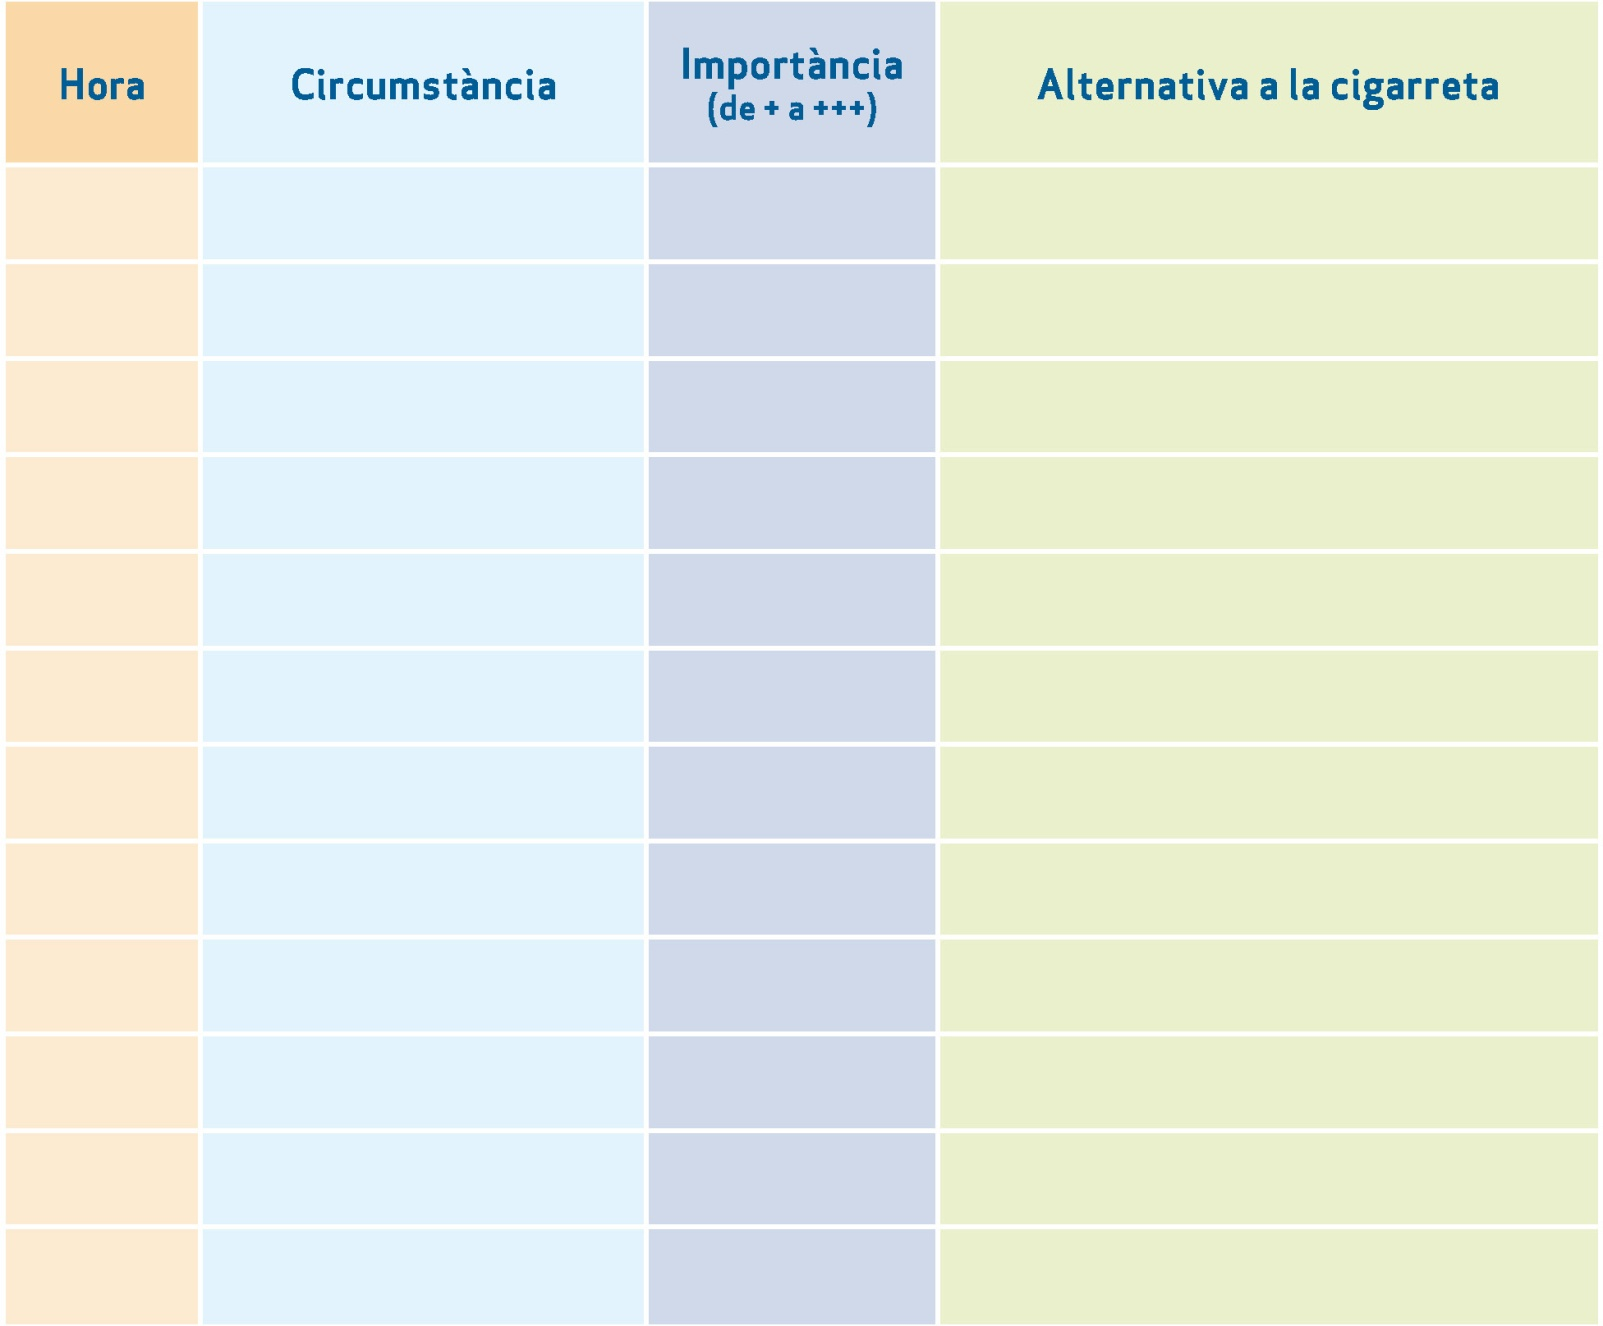 Hora
Circumstància
Importància
(de + a +++)
Alternativa a la cigarreta